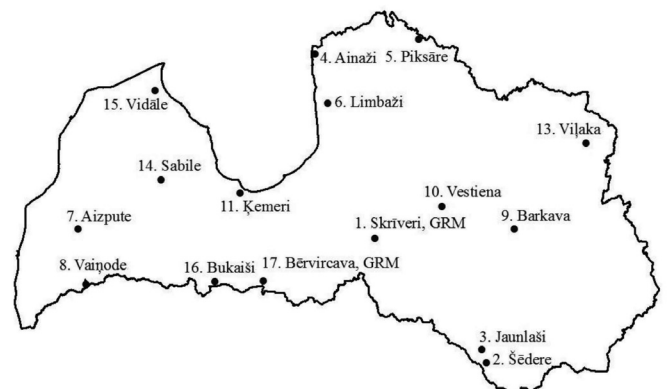 4. Ainaži
5. Piksāre
15. Vidāle
6. Limbaži
13. Viļaka
14. Sabile
11. Ķemeri
10. Vestiena
7. Aizpute
1. Skrīveri, GRM
9. Barkava
8. Vaiņode
16. Bukaiši
17. Bērvircava, GRM
3. Jaunlaši
2. Šēdere